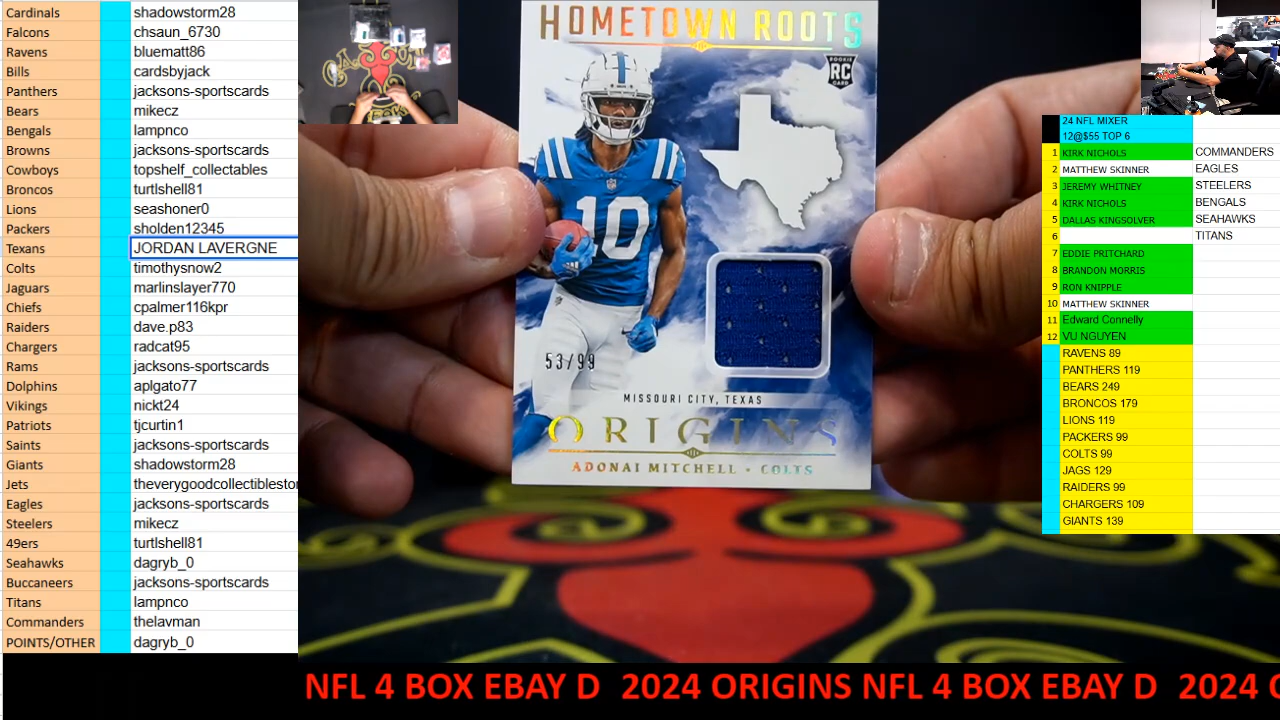 Cardinals shadowstorm28
Falcons chsaun_6730
Ravens bluematt86
Bills cardsbyjack
Panthers jacksons-sportscards
Bears mikecz
Bengals lampnco
Browns jacksons-sportscards
Cowboys topshelf_collectables
Broncos turtlshell81
Lions seashoner0
Packers sholden12345
Texans JORDAN LAVERGNE
Colts timothysnow2
Jaguars marlinslayer770
Chiefs cpalmer116kpr
Raiders dave.p83
Chargers radcat95
Rams jacksons-sportscards
Dolphins aplgato77
Vikings nickt24
Patriots tjcurtin1
Saints jacksons-sportscards
Giants shadowstorm28
Jets theverygoodcollectiblestor
Eagles jacksons-sportscards
Steelers mikecz
49ers turtlshell81
Seahawks dagryb_0
Buccaneers jacksons-sportscards
Titans lampnco
Commanders thelavman
POINTS/OTHER dagryb_0
HOMETOWN ROOTS
ROOKIE
RC
CARD
10
53/99
MISSOURI CITY, TEXAS
ORIGINS
ADONAI MITCHELL • COLTS
24 NFL MIXER
12@$55 TOP 6
1 KIRK NICHOLS COMMANDERS
2 MATTHEW SKINNER EAGLES
3 JEREMY WHITNEY STEELERS
4 KIRK NICHOLS BENGALS
5 DALLAS KINGSOLVER SEAHAWKS
6 TITANS
7 EDDIE PRITCHARD
8 BRANDON MORRIS
9 RON KNIPPLE
10 MATTHEW SKINNER
11 Edward Connelly
12 VU NGUYEN
RAVENS 89
PANTHERS 119
BEARS 249
BRONCOS 179
LIONS 119
PACKERS 99
COLTS 99
JAGS 129
RAIDERS 99
CHARGERS 109
GIANTS 139
NFL 4 BOX EBAY D 2024 ORIGINS NFL 4 BOX EBAY D 2024